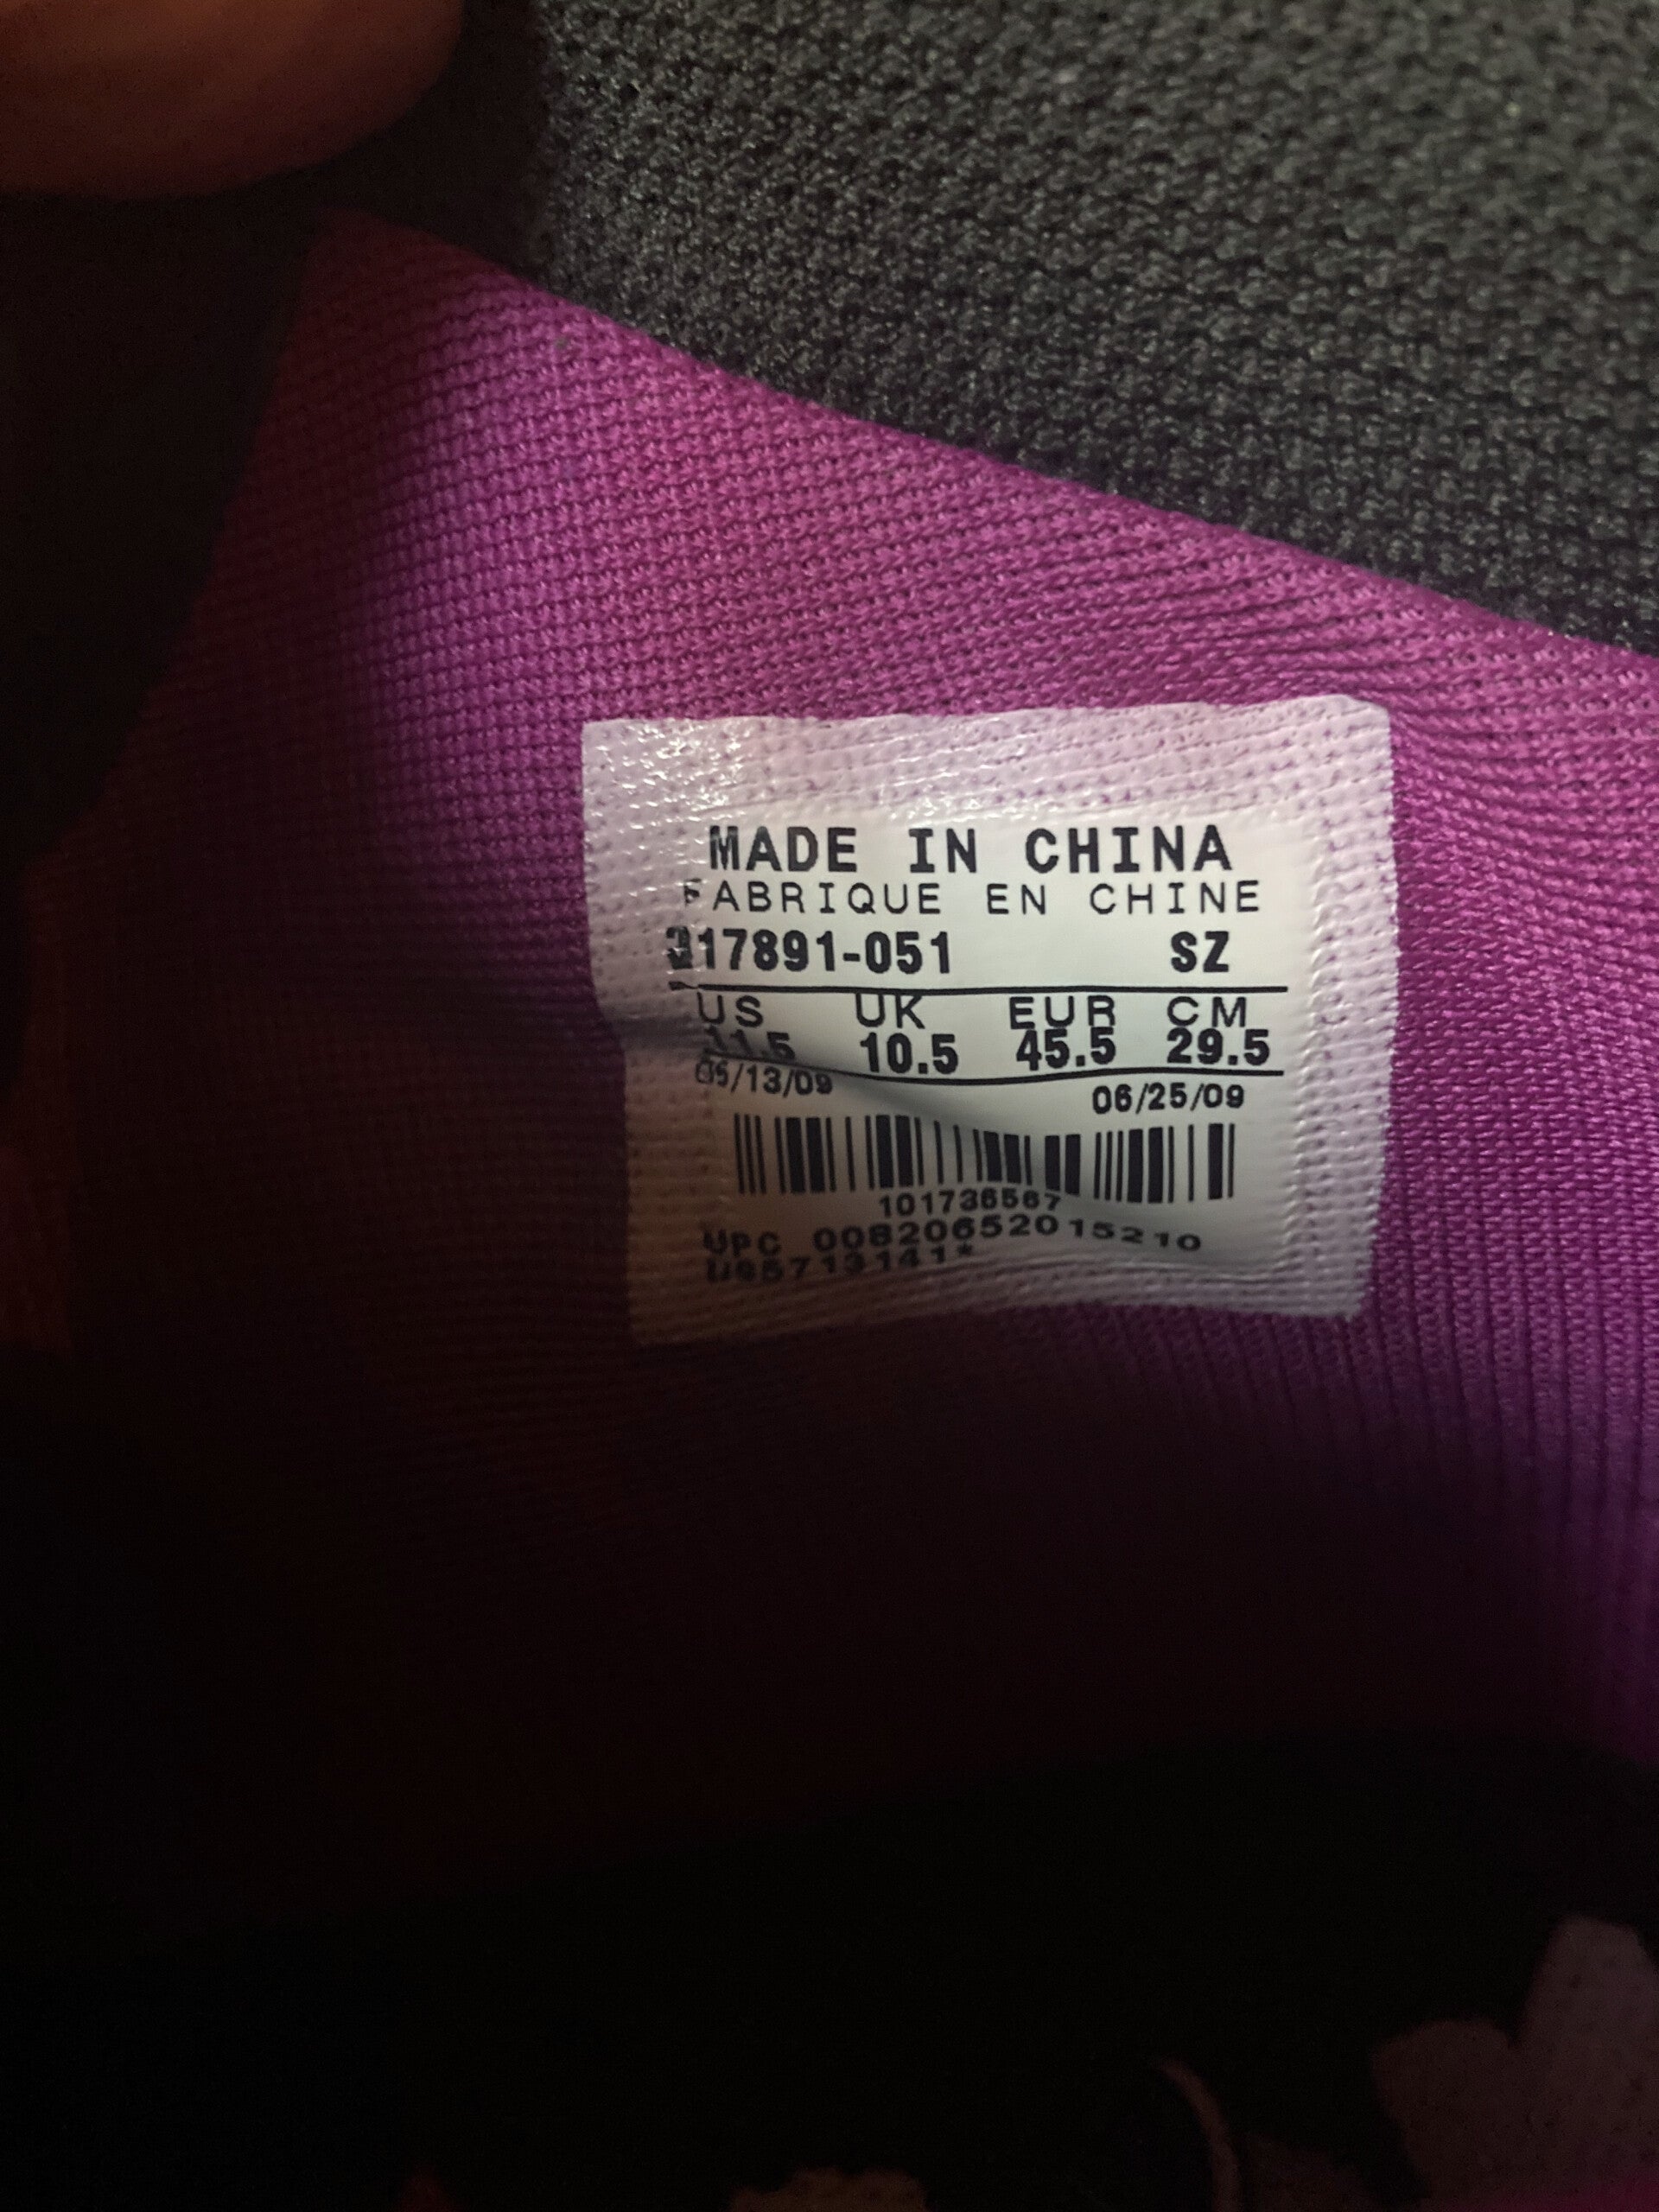 MADE IN CHINA
FABRIQUE EN CHINE
317891-051 SZ
US UK EUR CM
11.5 10.5 45.5 29.5
05/13/09 06/25/09
101736567
UPC 00820652015210